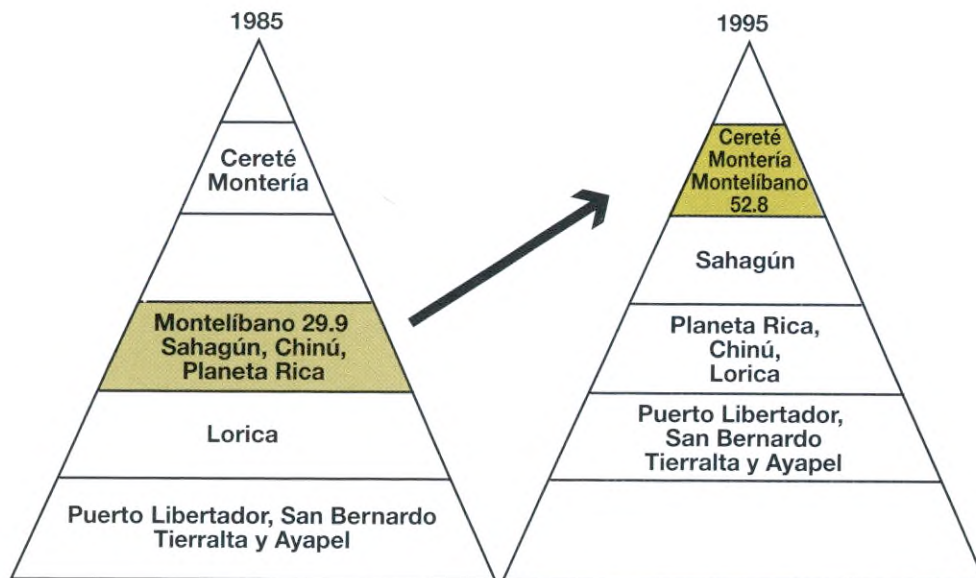 1985
Cereté
Montería
Montelíbano 29.9
Sahagún, Chinú,
Planeta Rica
Lorica
Puerto Libertador, San Bernardo
Tierralta y Ayapel
1995
Cereté
Montería
Montelíbano
52.8
Sahagún
Planeta Rica,
Chinú,
Lorica
Puerto Libertador,
San Bernardo
Tierralta y Ayapel